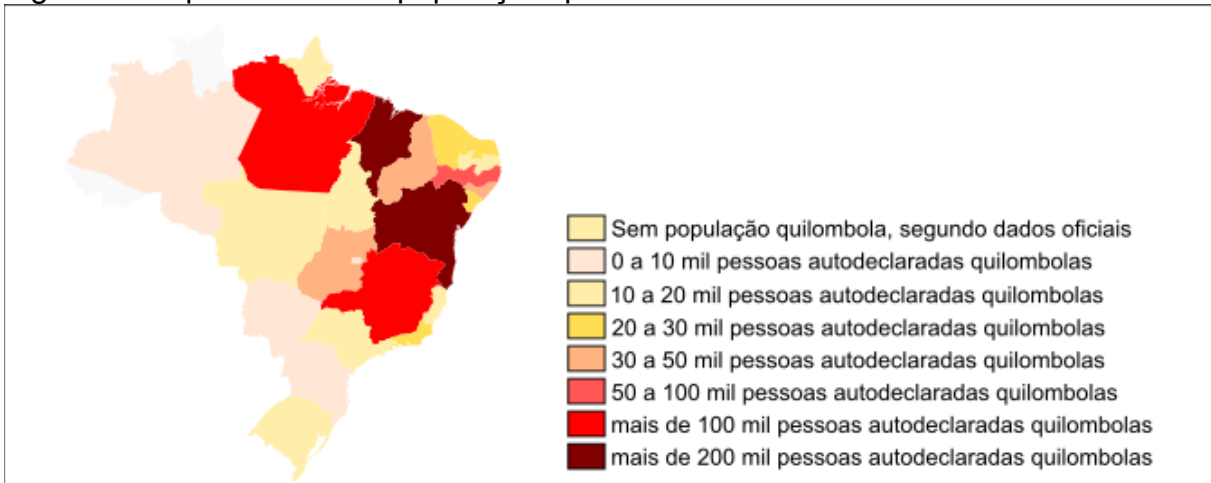 Sem população quilombola, segundo dados oficiais
0 a 10 mil pessoas autodeclaradas quilombolas
10 a 20 mil pessoas autodeclaradas quilombolas
20 a 30 mil pessoas autodeclaradas quilombolas
30 a 50 mil pessoas autodeclaradas quilombolas
50 a 100 mil pessoas autodeclaradas quilombolas
mais de 100 mil pessoas autodeclaradas quilombolas
mais de 200 mil pessoas autodeclaradas quilombolas